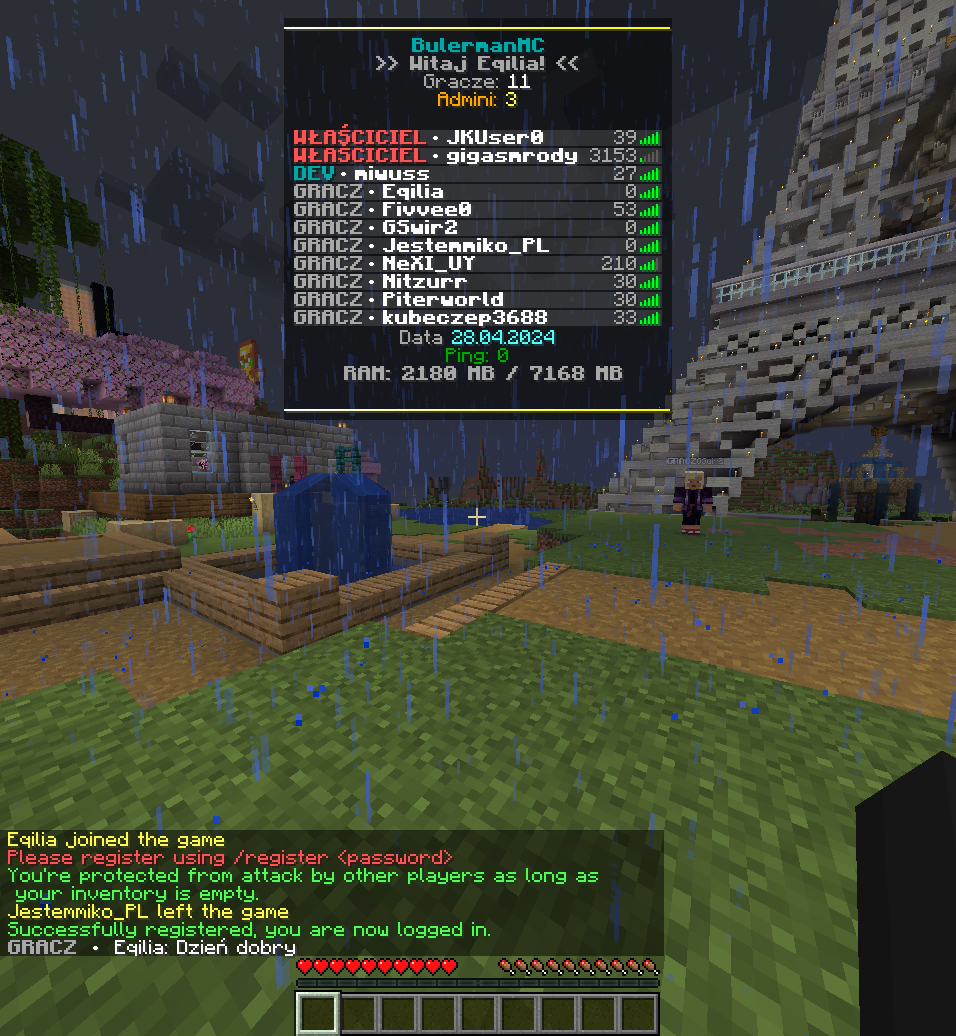 BulermanMC
>> Witaj Eqilia! <<
Gracze: 11
Admini: 3
WŁAŚCICIEL • JKUser0 39
WŁAŚCICIEL • gigasmrody 3153
DEV • miwuss 27
GRACZ • Eqilia 0
GRACZ • Fivvee0 53
GRACZ • GSwir2 0
GRACZ • Jestemmiko_PL 0
GRACZ • NeXI_UY 210
GRACZ • Nitzurr 30
GRACZ • Piterworld 30
GRACZ • kubeczep3688 33
Data 28.04.2024
Ping: 0
RAM: 2180 MB / 7168 MB
Eqilia joined the game
Please register using /register <password>
You're protected from attack by other players as long as
your inventory is empty.
Jestemmiko_PL left the game
Successfully registered, you are now logged in.
GRACZ • Eqilia: Dzień dobry